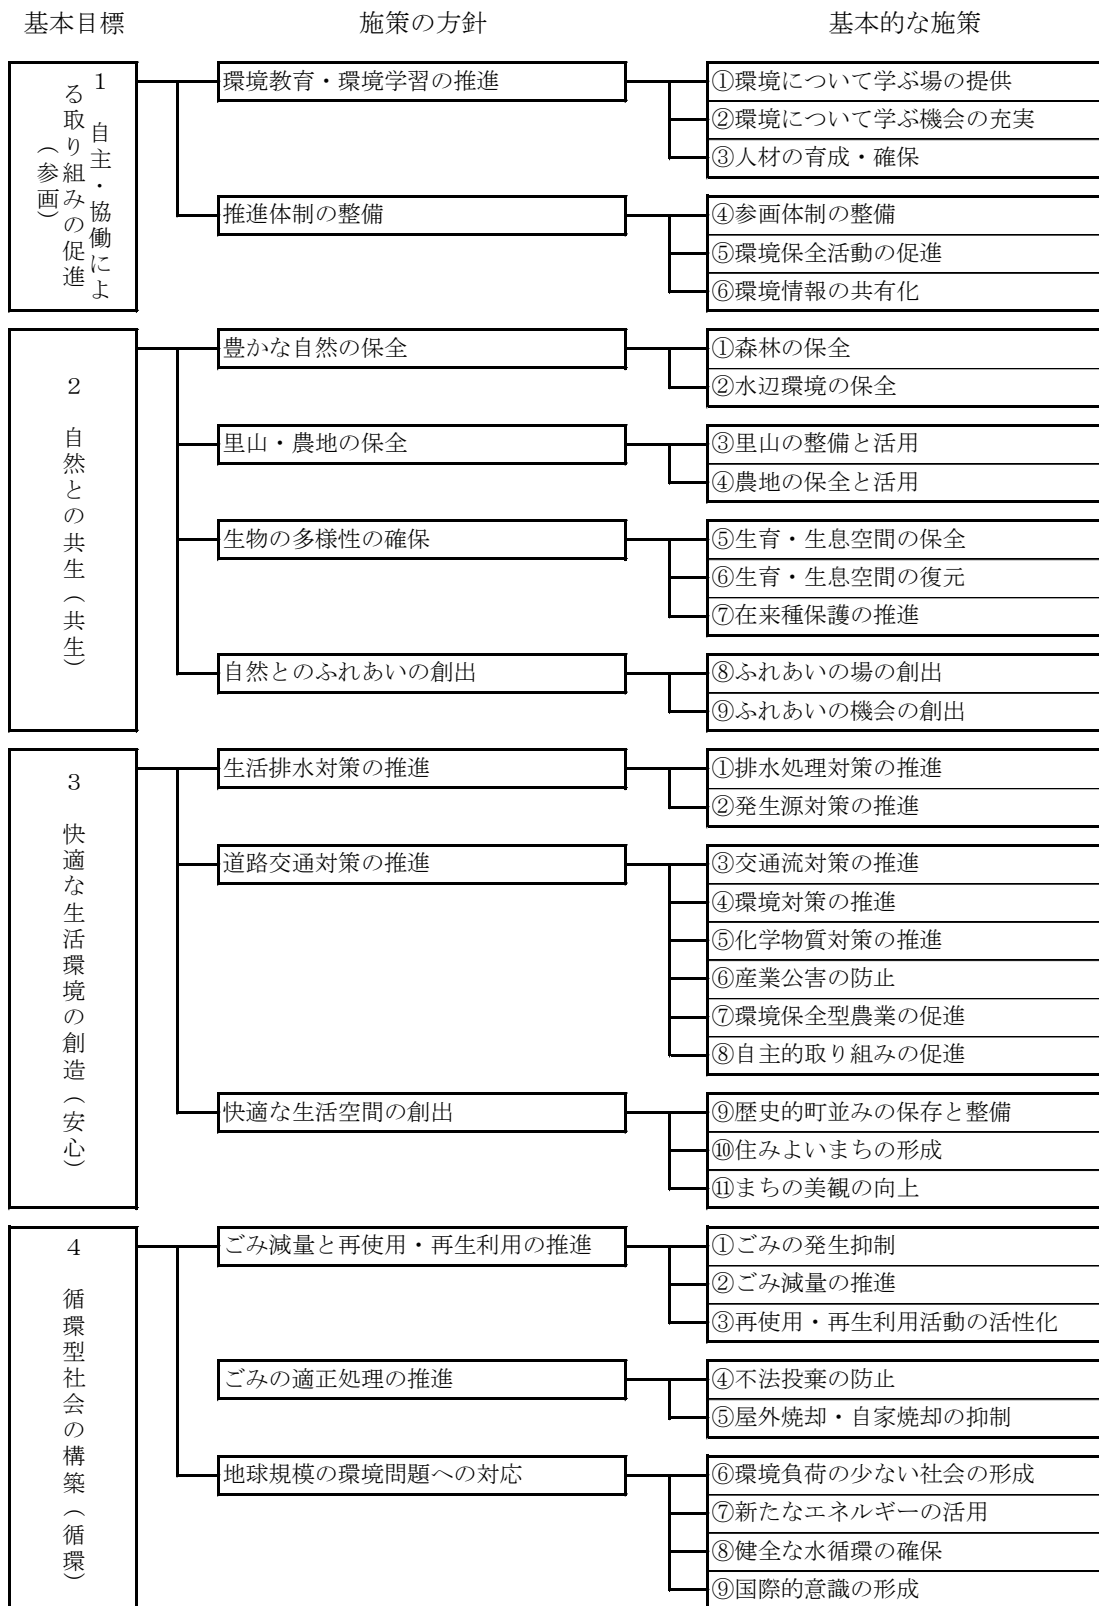 基本目標　施策の方針　基本的な施策
1　自主・協働によ
る取り組みの促進
（参画）
環境教育・環境学習の推進
①環境について学ぶ場の提供
②環境について学ぶ機会の充実
③人材の育成・確保
推進体制の整備
④参画体制の整備
⑤環境保全活動の促進
⑥環境情報の共有化
2　自然との共生（共生）
豊かな自然の保全
①森林の保全
②水辺環境の保全
里山・農地の保全
③里山の整備と活用
④農地の保全と活用
生物の多様性の確保
⑤生育・生息空間の保全
⑥生育・生息空間の復元
⑦在来種保護の推進
自然とのふれあいの創出
⑧ふれあいの場の創出
⑨ふれあいの機会の創出
3　快適な生活環境の創造（安心）
生活排水対策の推進
①排水処理対策の推進
②発生源対策の推進
道路交通対策の推進
③交通流対策の推進
④環境対策の推進
⑤化学物質対策の推進
⑥産業公害の防止
⑦環境保全型農業の促進
⑧自主的取り組みの促進
快適な生活空間の創出
⑨歴史的町並みの保存と整備
⑩住みよいまちの形成
⑪まちの美観の向上
4　循環型社会の構築（循環）
ごみ減量と再使用・再生利用の推進
①ごみの発生抑制
②ごみ減量の推進
③再使用・再生利用活動の活性化
ごみの適正処理の推進
④不法投棄の防止
⑤屋外焼却・自家焼却の抑制
地球規模の環境問題への対応
⑥環境負荷の少ない社会の形成
⑦新たなエネルギーの活用
⑧健全な水循環の確保
⑨国際的意識の形成